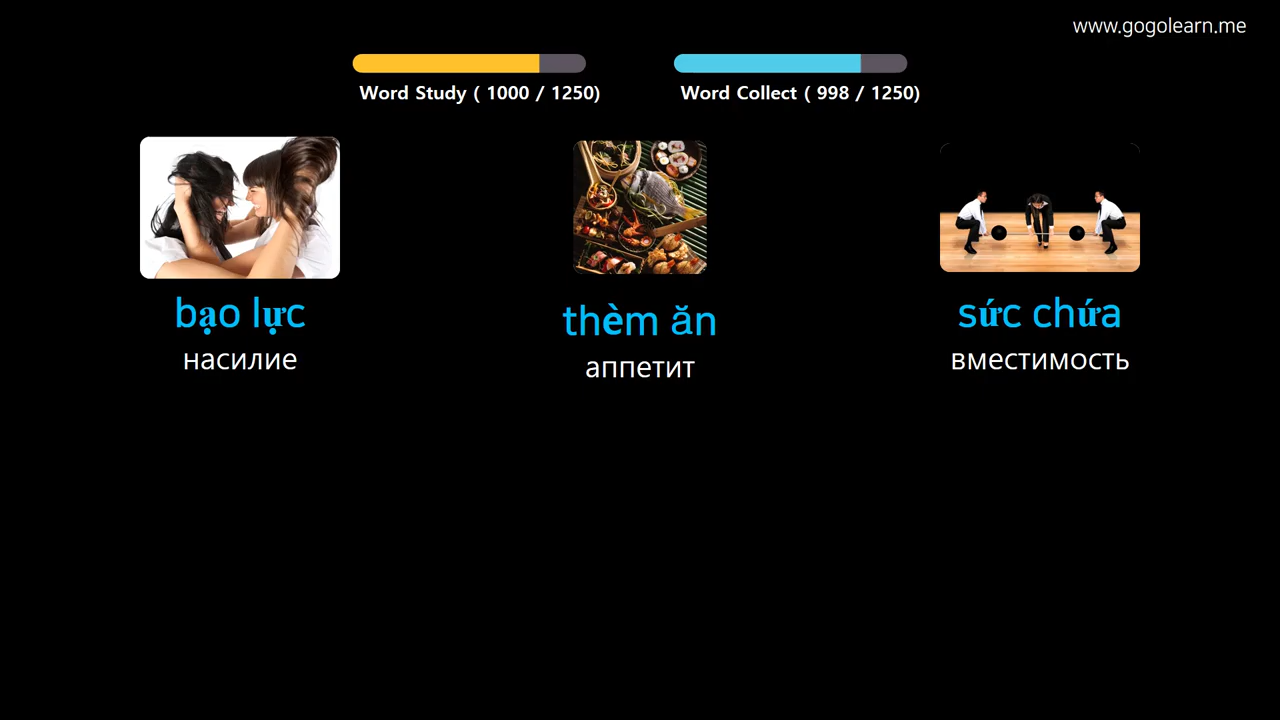 www.gogolearn.me
Word Study ( 1000 / 1250)
Word Collect ( 998 / 1250)
bạo lực
насилие
thèm ăn
аппетит
sức chứa
вместимость